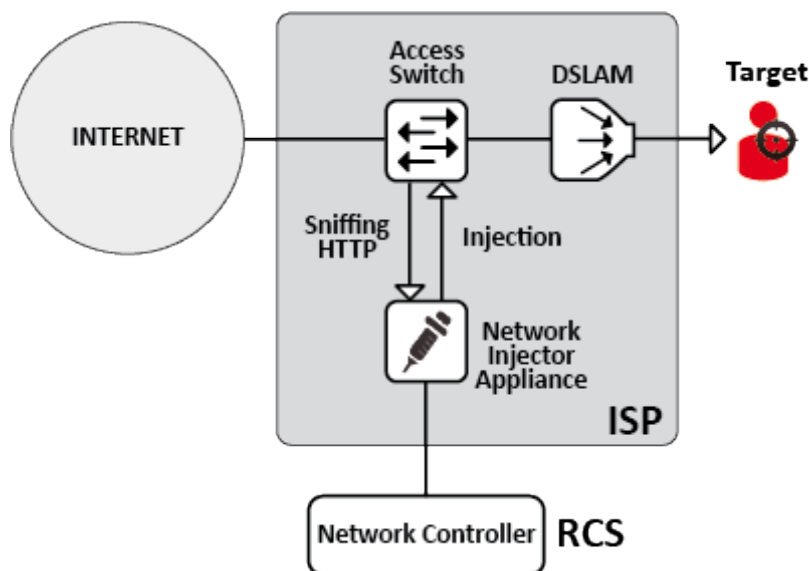 Access
Switch
DSLAM
Target
INTERNET
Sniffing
HTTP
Injection
Network
Injector
Appliance
ISP
Network Controller
RCS